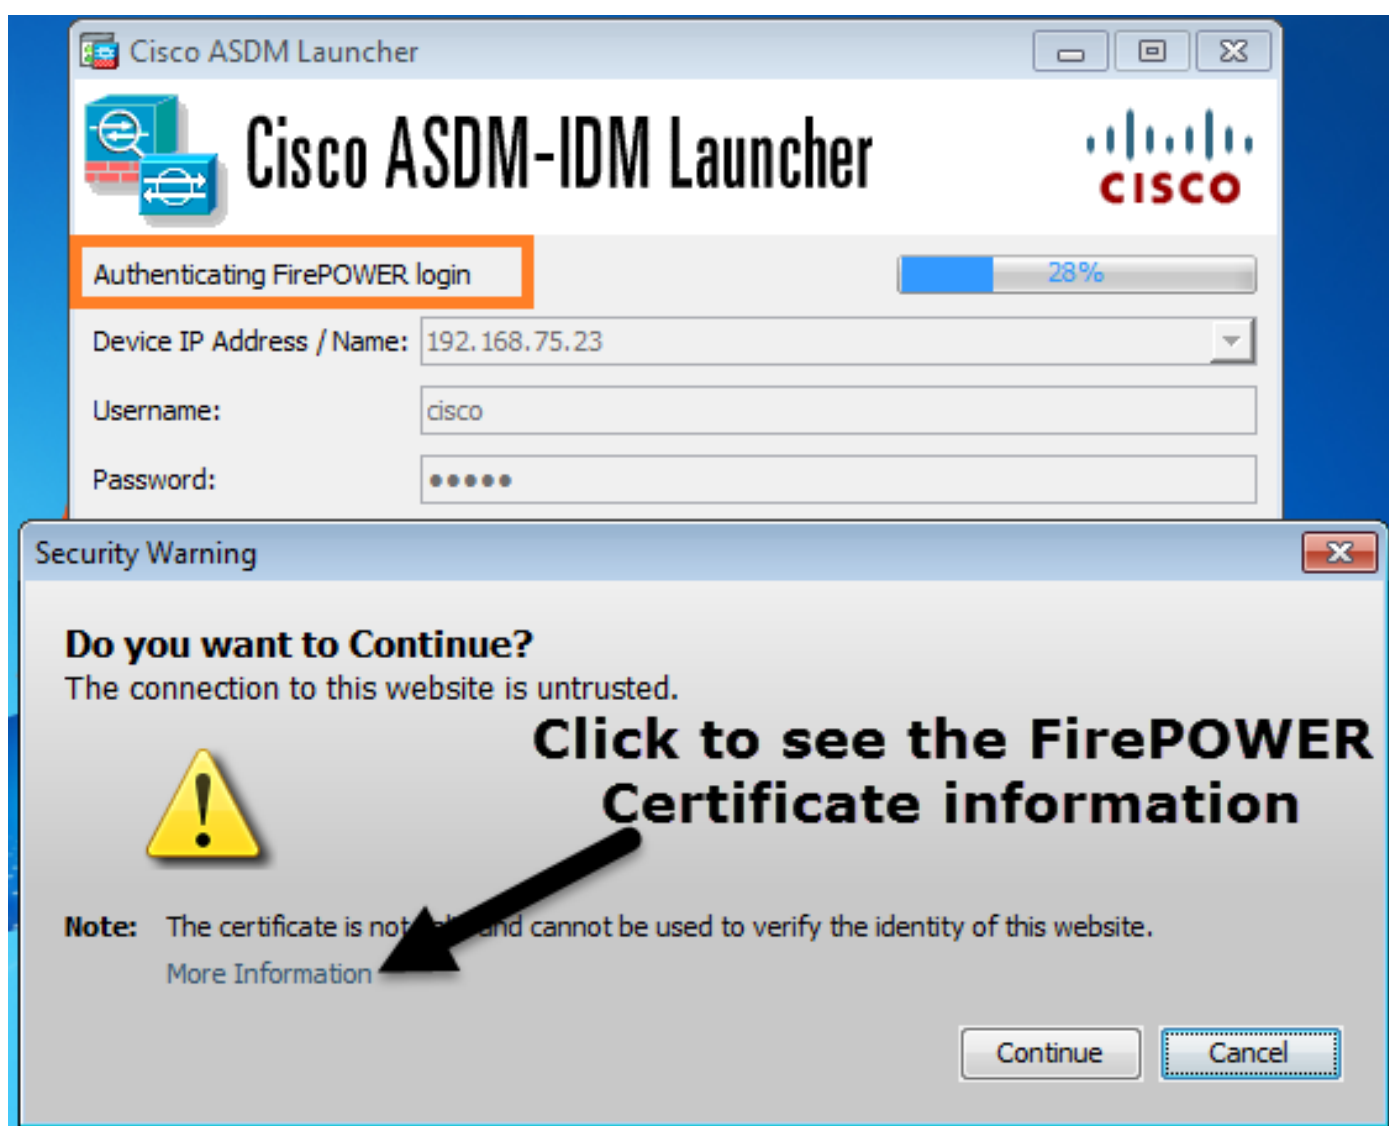 Cisco ASDM Launcher
Cisco ASDM-IDM Launcher
CISCO
Authenticating FirePOWER login
28%
Device IP Address / Name: 192.168.75.23
Username: cisco
Password:
Security Warning
Do you want to Continue?
The connection to this website is untrusted.
Click to see the FirePOWER
Certificate information
Note: The certificate is not and cannot be used to verify the identity of this website.
More Information
Continue Cancel